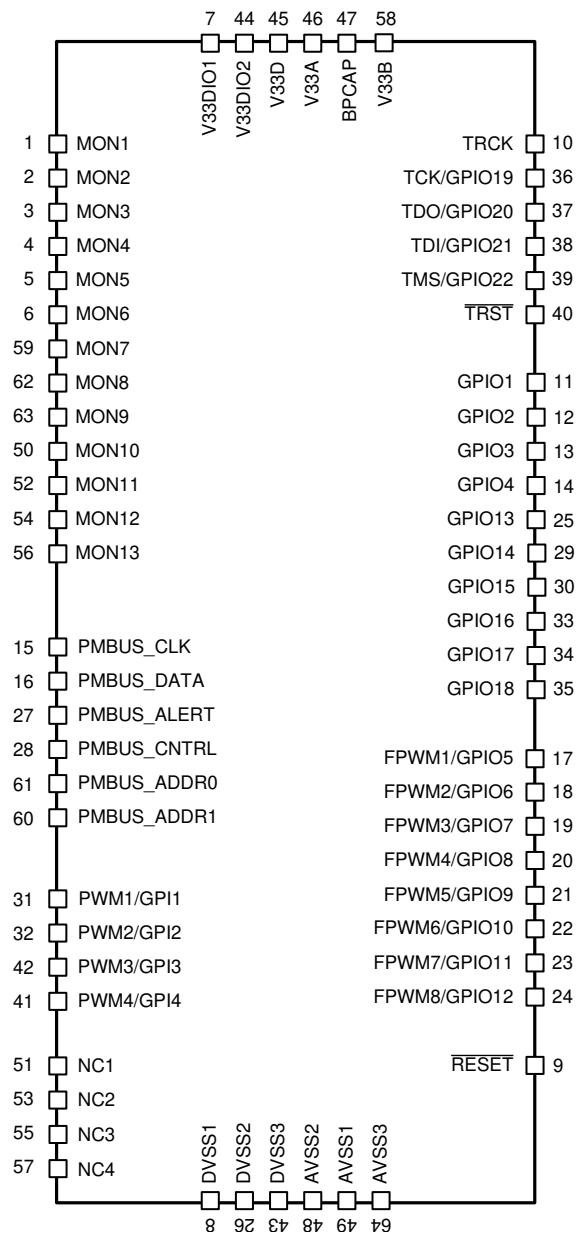 7 44 45 46 47 58
V33DIO1
V33DIO2
V33D
V33A
BPCAP
V33B
1 MON1
2 MON2
3 MON3
4 MON4
5 MON5
6 MON6
59 MON7
62 MON8
63 MON9
50 MON10
52 MON11
54 MON12
56 MON13
15 PMBUS_CLK
16 PMBUS_DATA
27 PMBUS_ALERT
28 PMBUS_CNTRL
61 PMBUS_ADDR0
60 PMBUS_ADDR1
31 PWM1/GPI1
32 PWM2/GPI2
42 PWM3/GPI3
41 PWM4/GPI4
51 NC1
53 NC2
55 NC3
57 NC4
TRCK 10
TCK/GPIO19 36
TDO/GPIO20 37
TDI/GPIO21 38
TMS/GPIO22 39
TRST 40
GPIO1 11
GPIO2 12
GPIO3 13
GPIO4 14
GPIO13 25
GPIO14 29
GPIO15 30
GPIO16 33
GPIO17 34
GPIO18 35
FPWM1/GPIO5 17
FPWM2/GPIO6 18
FPWM3/GPIO7 19
FPWM4/GPIO8 20
FPWM5/GPIO9 21
FPWM6/GPIO10 22
FPWM7/GPIO11 23
FPWM8/GPIO12 24
RESET 9
DVSS1
DVSS2
DVSS3
AVSS2
AVSS1
AVSS3
8 26 43 48 49 64